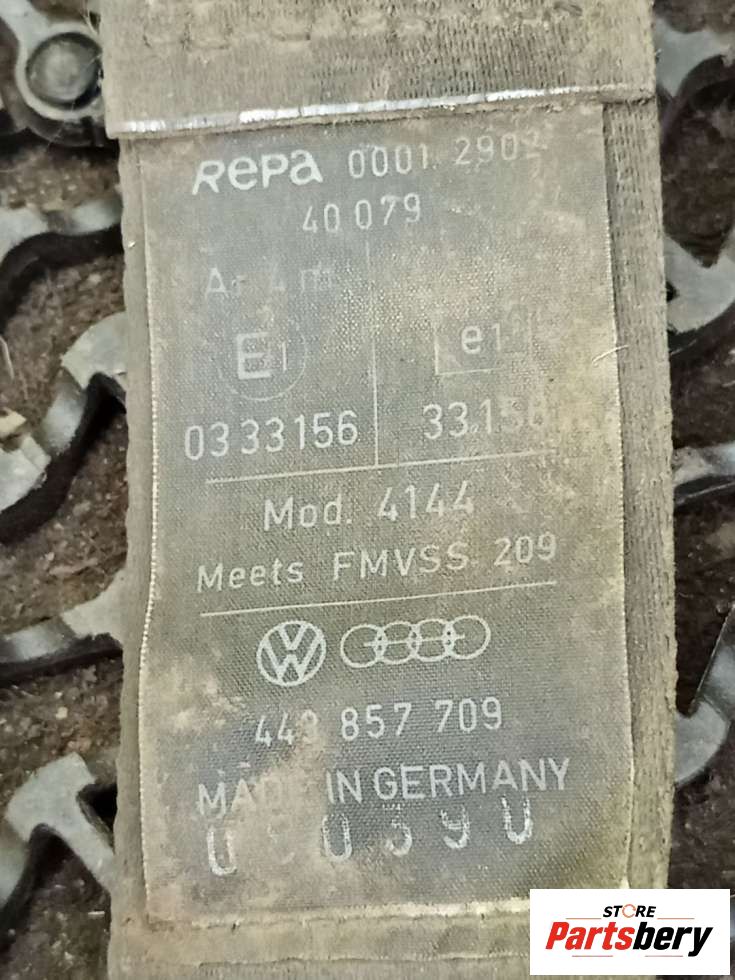 RePa 0001 290
40 079
E1 e1
0333156
Mod. 4144
Meets FMVSS 209
VW
857 709
IN GERMANY
STORE
Partsbery